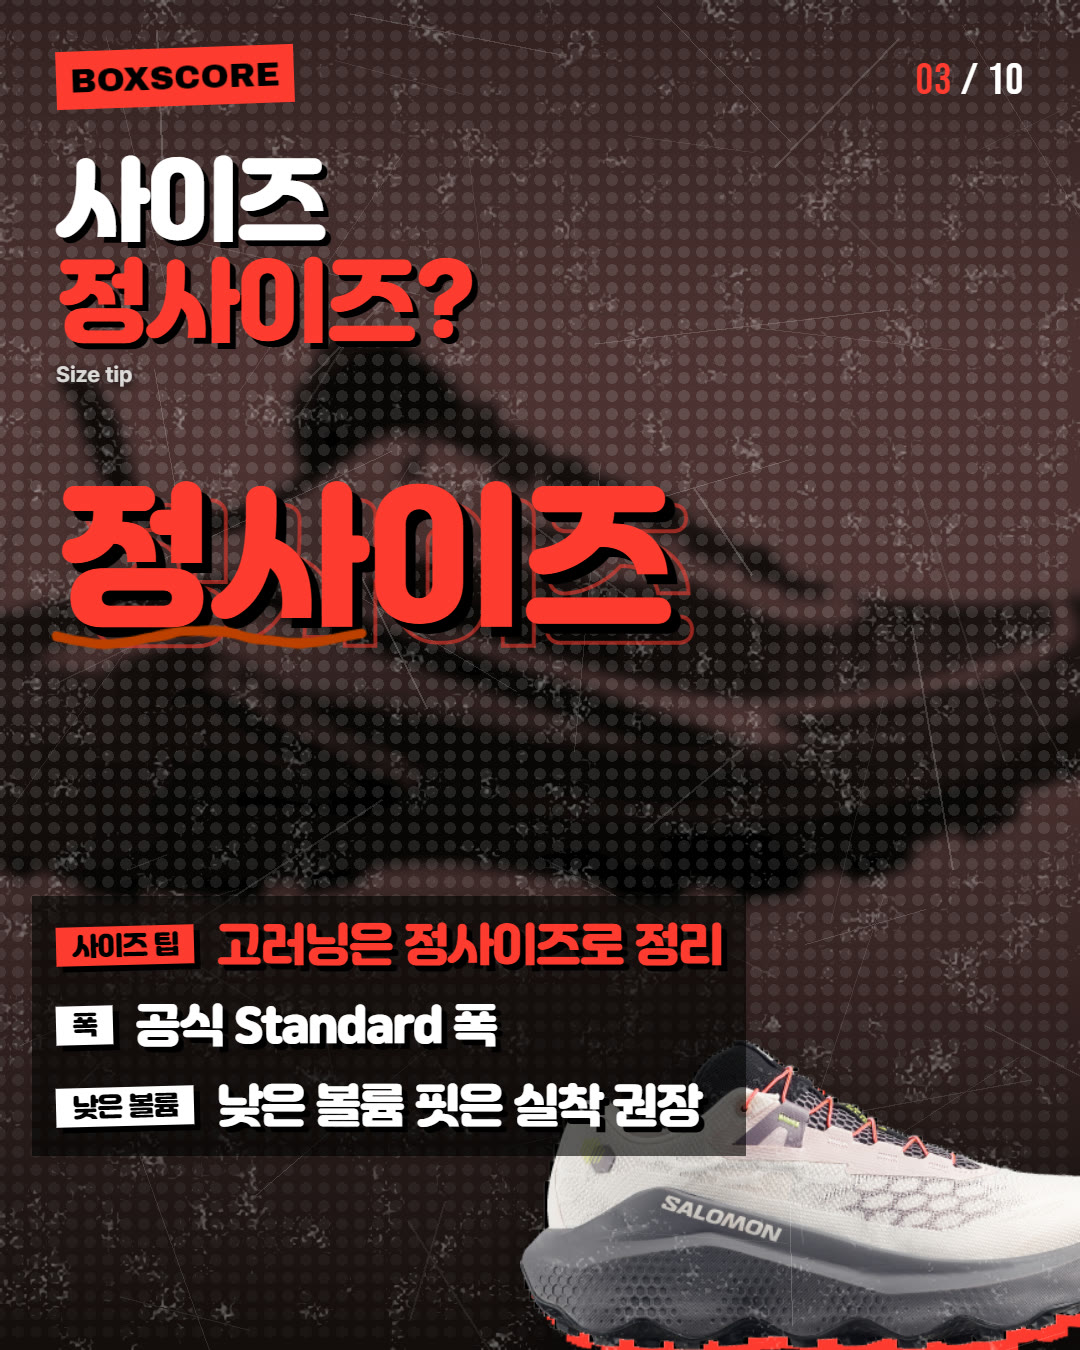 BOXSCORE
03 / 10
사이즈
정사이즈?
Size tip
정사이즈
사이즈 팁 고러닝은 정사이즈로 정리
폭 공식 Standard 폭
낮은 볼륨 낮은 볼륨 핏은 실착 권장
SALOMON